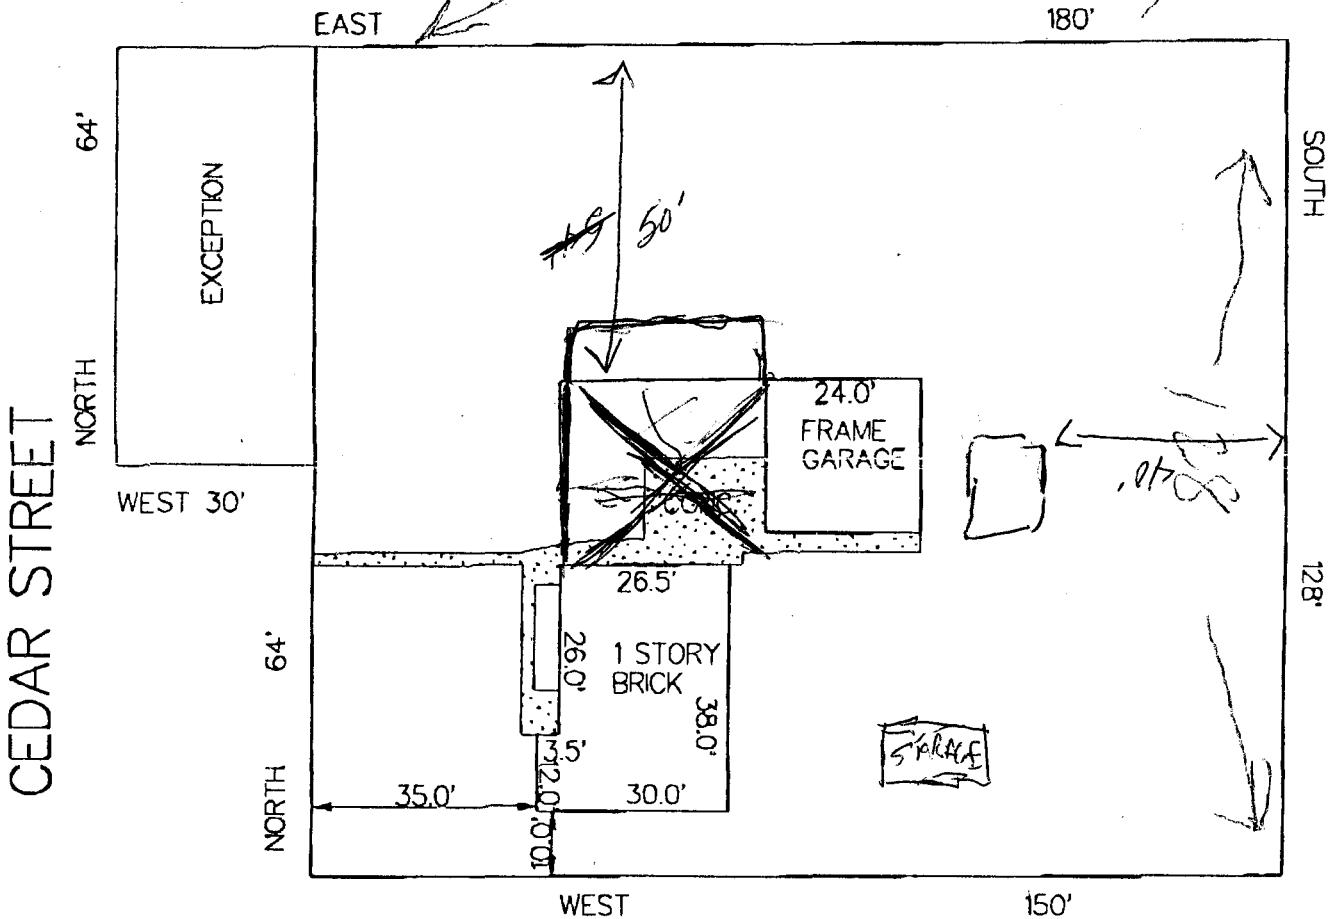 EAST
180'
64'
EXCEPTION
NORTH
SOUTH
50'
24.0'
FRAME
GARAGE
40'
WEST 30'
CEDAR STREET
26.5'
128'
64'
26.0'
1 STORY
BRICK
38.0'
3.5'
12.0'
35.0'
30.0'
NORTH
10.0'
WEST
150'